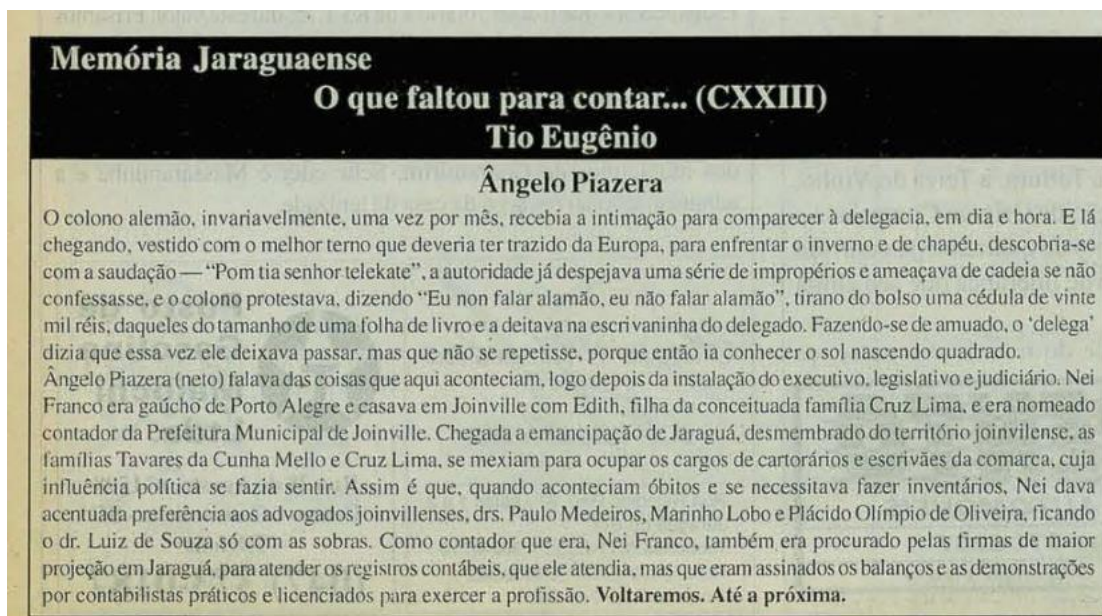 Memória Jaraguaense
O que faltou para contar... (CXXIII)
Tio Eugênio
Ângelo Piazera
O colono alemão, invariavelmente, uma vez por mês, recebia a intimação para comparecer à delegacia, em dia e hora. E lá
chegando, vestido com o melhor terno que deveria ter trazido da Europa, para enfrentar o inverno e de chapéu, descobria-se
com a saudação — “Pom tia senhor telekate”, a autoridade já despejava uma série de impropérios e ameaçava de cadeia se não
confessasse, e o colono protestava, dizendo “Eu non falar alamão, eu não falar alamão”, tirano do bolso uma cédula de vinte
mil réis, daqueles do tamanho de uma folha de livro e a deitava na escrivaninha do delegado. Fazendo-se de amuado, o ‘delega’
dizia que essa vez ele deixava passar, mas que não se repetisse, porque então ia conhecer o sol nascendo quadrado.
Ângelo Piazera (neto) falava das coisas que aqui aconteciam, logo depois da instalação do executivo, legislativo e judiciário. Nei
Franco era gaúcho de Porto Alegre e casava em Joinville com Edith, filha da conceituada família Cruz Lima, e era nomeado
contador da Prefeitura Municipal de Joinville. Chegada a emancipação de Jaraguá, desmembrado do território joinvilense, as
famílias Tavares da Cunha Mello e Cruz Lima, se mexiam para ocupar os cargos de cartorários e escrivães da comarca, cuja
influência política se fazia sentir. Assim é que, quando aconteciam óbitos e se necessitava fazer inventários, Nei dava
acentuada preferência aos advogados joinvillenses, drs. Paulo Medeiros, Marinho Lobo e Plácido Olímpio de Oliveira, ficando
o dr. Luiz de Souza só com as sobras. Como contador que era, Nei Franco, também era procurado pelas firmas de maior
projeção em Jaraguá, para atender os registros contábeis, que ele atendia, mas que eram assinados os balanços e as demonstrações
por contabilistas práticos e licenciados para exercer a profissão. Voltaremos. Até a próxima.